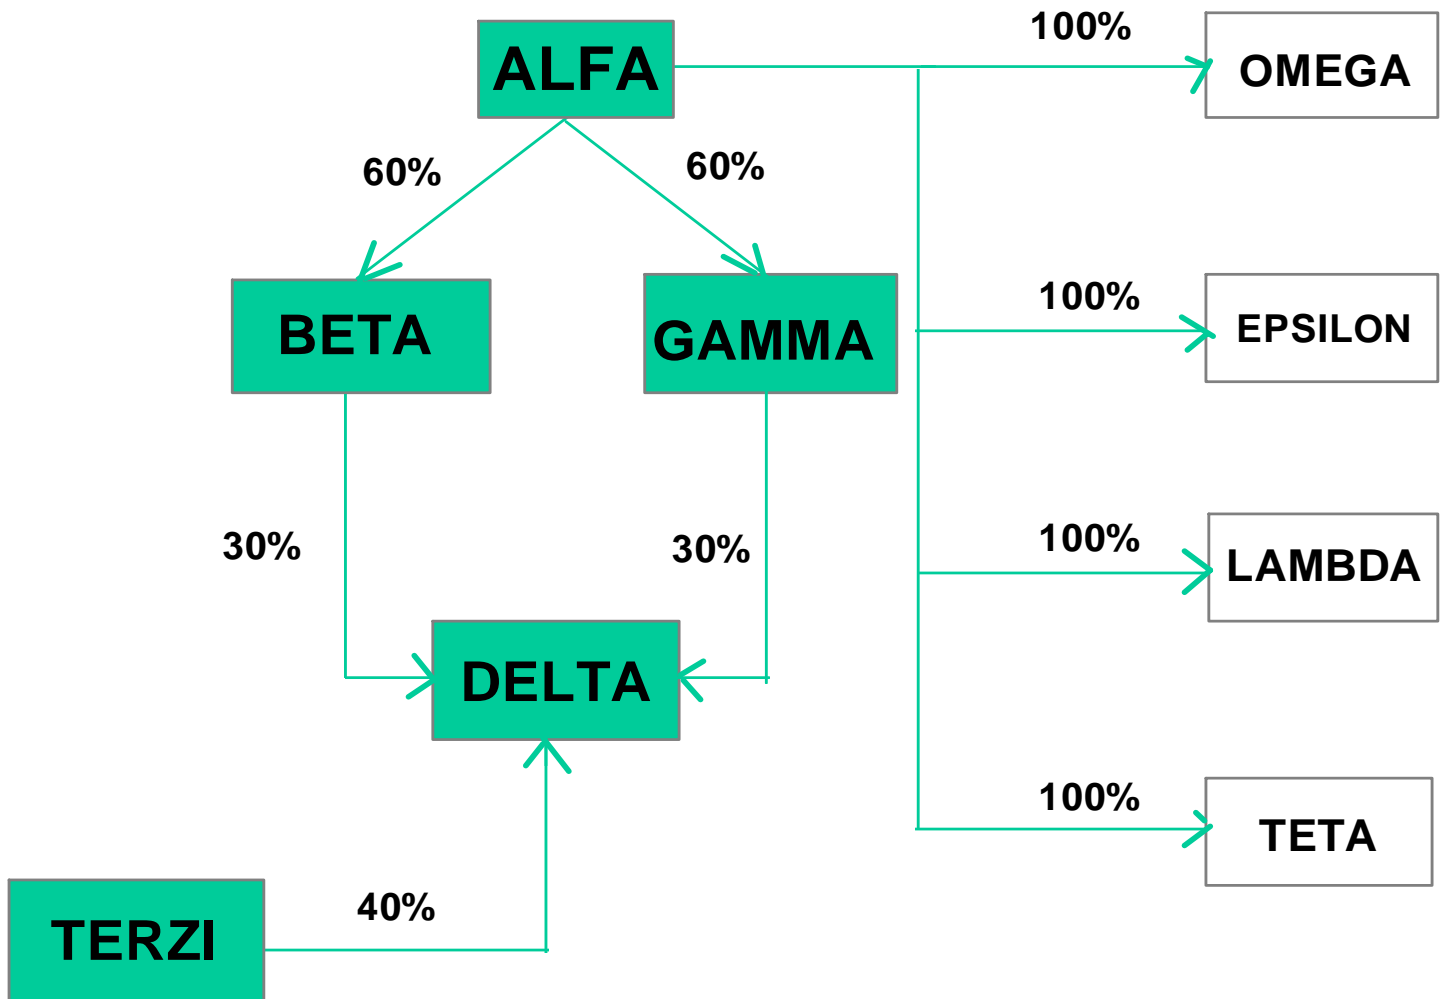 100%
ALFA
OMEGA
60%
60%
100%
BETA
GAMMA
EPSILON
30%
30%
100%
LAMBDA
DELTA
100%
TETA
40%
TERZI